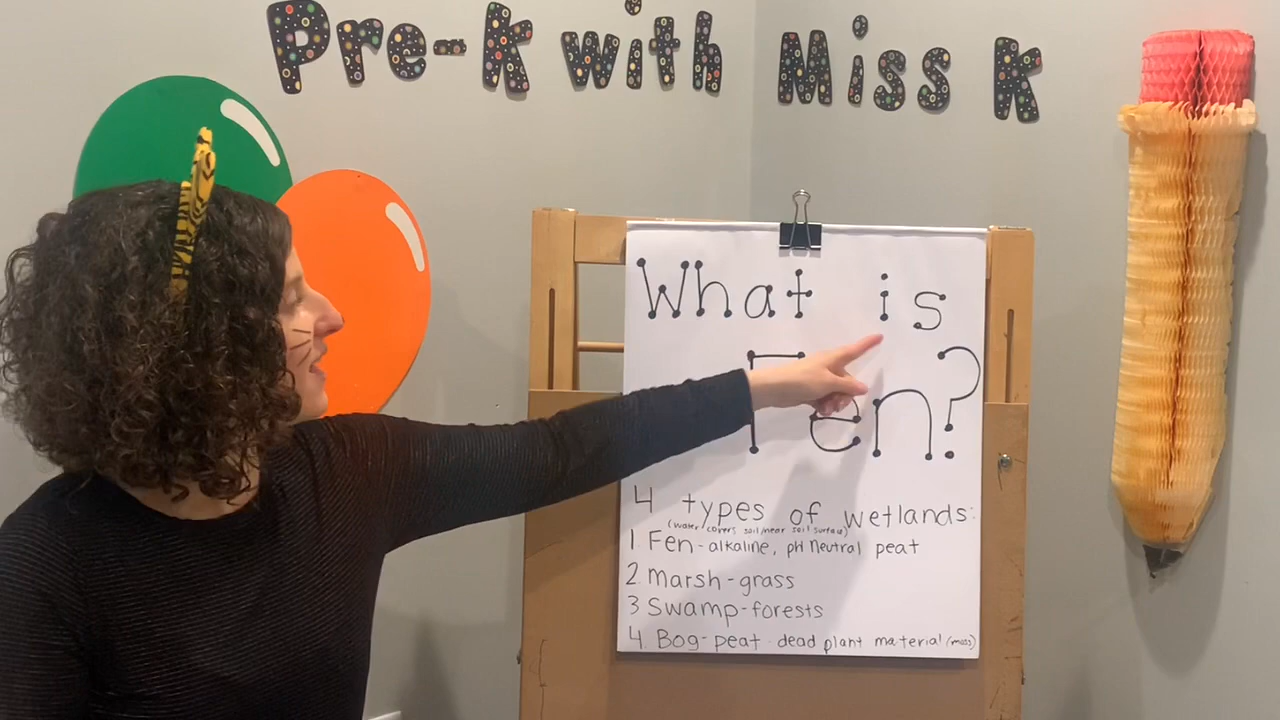 Pre-K with Miss K
What is
Fen?
4 types of wetlands:
(water covers soil/near soil surface)
1. Fen-alkaline, pH Neutral peat
2. Marsh-grass
3 Swamp-forests
4. Bog-peat-dead plant material (moss)